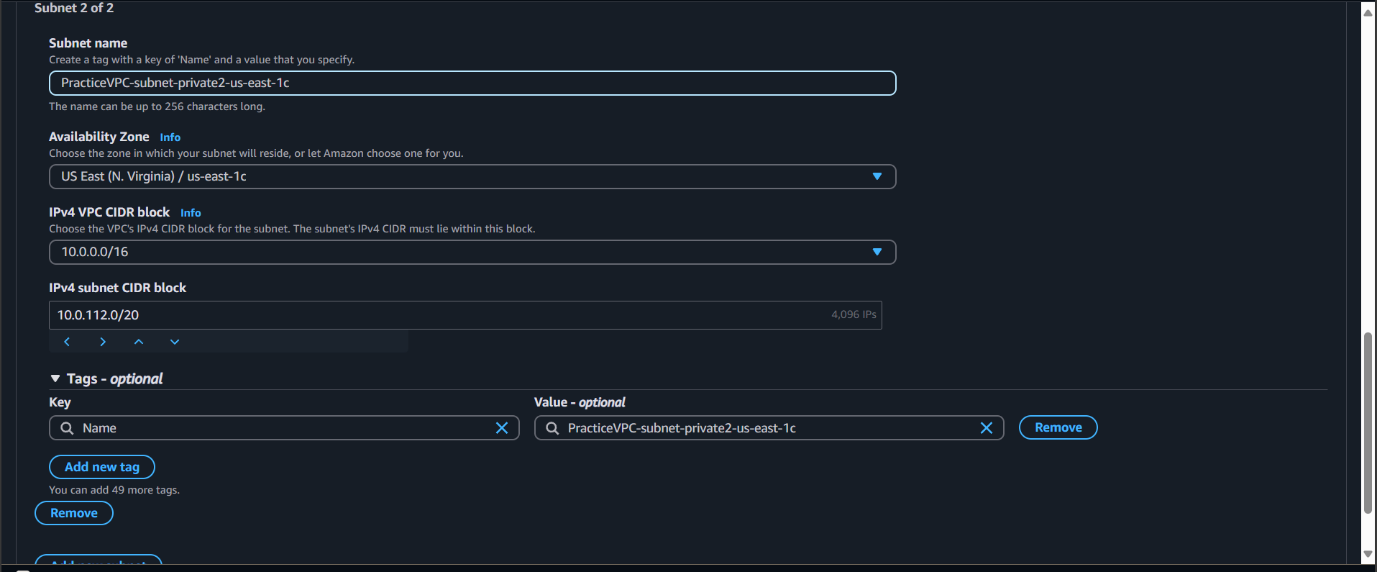 Subnet 2 of 2
Subnet name
Create a tag with a key of 'Name' and a value that you specify.
PracticeVPC-subnet-private2-us-east-1c
The name can be up to 256 characters long.
Availability Zone Info
Choose the zone in which your subnet will reside, or let Amazon choose one for you.
US East (N. Virginia) / us-east-1c
IPv4 VPC CIDR block Info
Choose the VPC's IPv4 CIDR block for the subnet. The subnet's IPv4 CIDR must lie within this block.
10.0.0.0/16
IPv4 subnet CIDR block
10.0.112.0/20 4,096 IPs
Tags - optional
Key Value - optional
Name PracticeVPC-subnet-private2-us-east-1c Remove
Add new tag
You can add 49 more tags.
Remove
Add new subnet